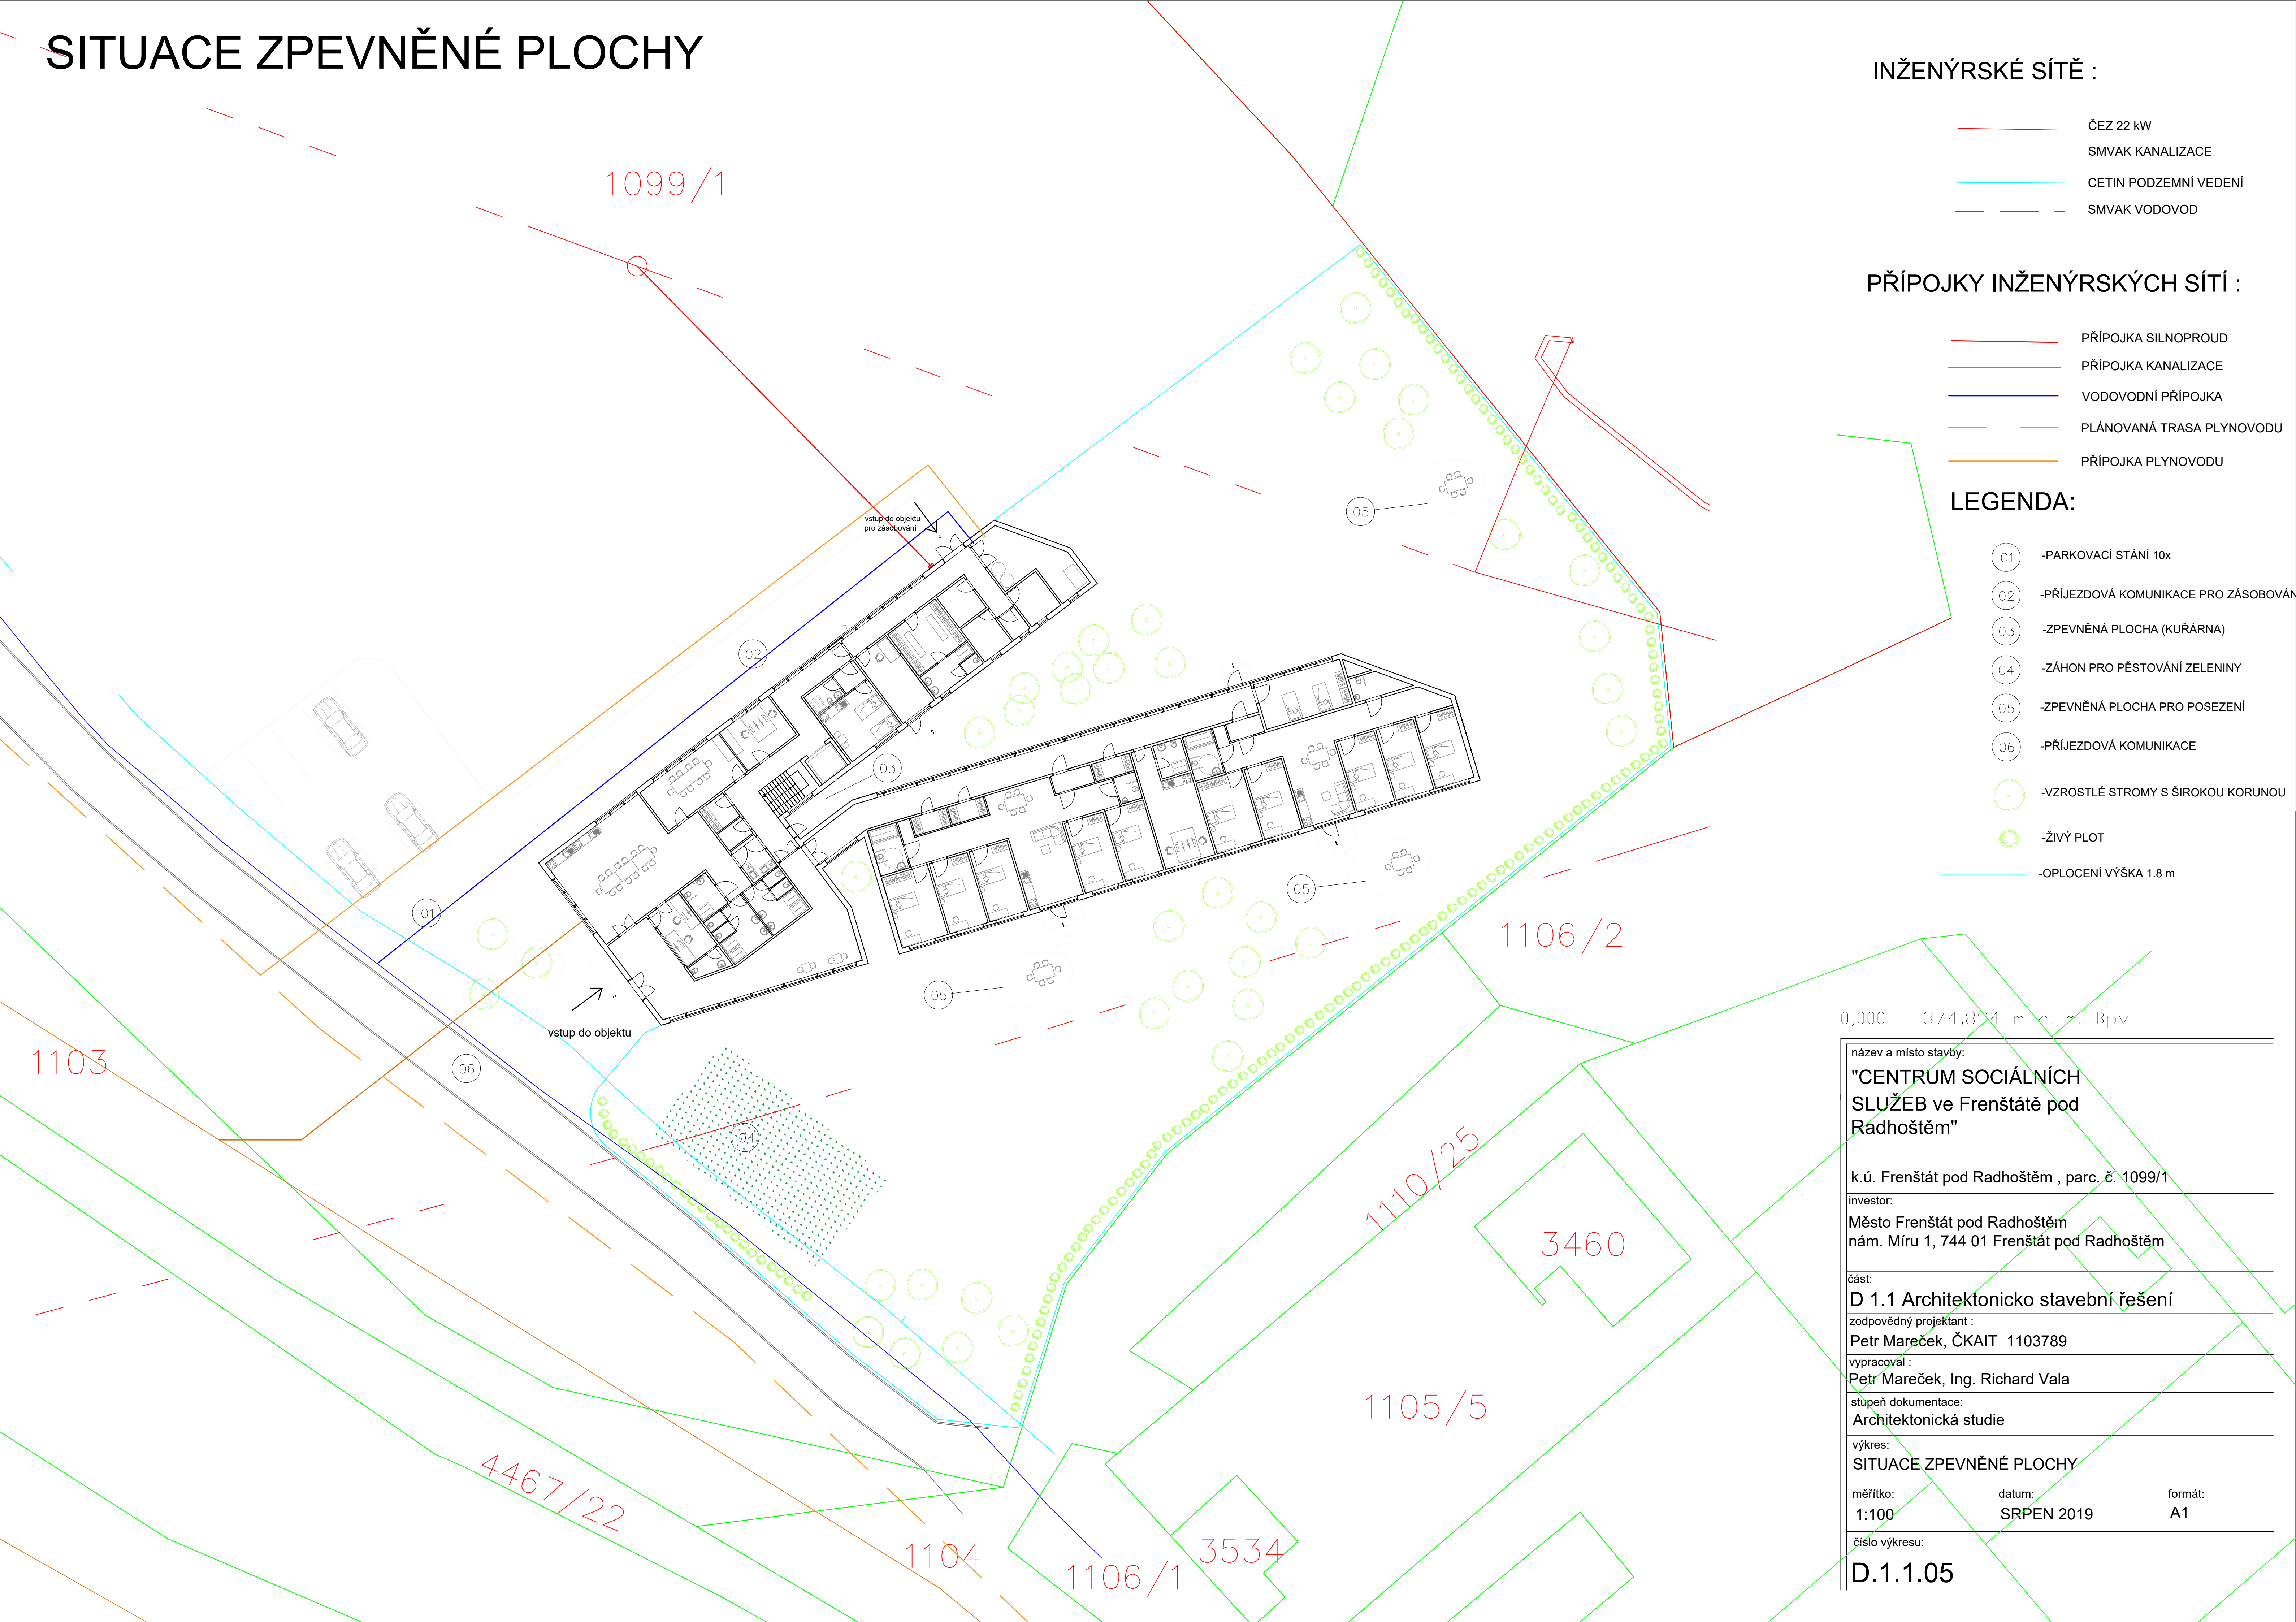 SITUACE ZPEVNĚNÉ PLOCHY
1099/1
vstup do objektu
pro zásobování
05
02
03
01
05
1106/2
05
vstup do objektu
1103
06
04
1110/25
3460
1105/5
4467/22
1104
1106/1
3534
INŽENÝRSKÉ SÍTĚ :
ČEZ 22 kW
SMVAK KANALIZACE
CETIN PODZEMNÍ VEDENÍ
SMVAK VODOVOD
PŘÍPOJKY INŽENÝRSKÝCH SÍTÍ :
PŘÍPOJKA SILNOPROUD
PŘÍPOJKA KANALIZACE
VODOVODNÍ PŘÍPOJKA
PLÁNOVANÁ TRASA PLYNOVODU
PŘÍPOJKA PLYNOVODU
LEGENDA:
01 -PARKOVACÍ STÁNÍ 10x
02 -PŘÍJEZDOVÁ KOMUNIKACE PRO ZÁSOBOVÁN
03 -ZPEVNĚNÁ PLOCHA (KUŘÁRNA)
04 -ZÁHON PRO PĚSTOVÁNÍ ZELENINY
05 -ZPEVNĚNÁ PLOCHA PRO POSEZENÍ
06 -PŘÍJEZDOVÁ KOMUNIKACE
-VZROSTLÉ STROMY S ŠIROKOU KORUNOU
-ŽIVÝ PLOT
-OPLOCENÍ VÝŠKA 1.8 m
0,000 = 374,894 m n. m. Bpv
název a místo stavby:
"CENTRUM SOCIÁLNÍCH
SLUŽEB ve Frenštátě pod
Radhoštěm"
k.ú. Frenštát pod Radhoštěm , parc. č. 1099/1
investor:
Město Frenštát pod Radhoštěm
nám. Míru 1, 744 01 Frenštát pod Radhoštěm
část:
D 1.1 Architektonicko stavební řešení
zodpovědný projektant :
Petr Mareček, ČKAIT 1103789
vypracoval :
Petr Mareček, Ing. Richard Vala
stupeň dokumentace:
Architektonická studie
výkres:
SITUACE ZPEVNĚNÉ PLOCHY
měřítko: datum: formát:
1:100 SRPEN 2019 A1
číslo výkresu:
D.1.1.05